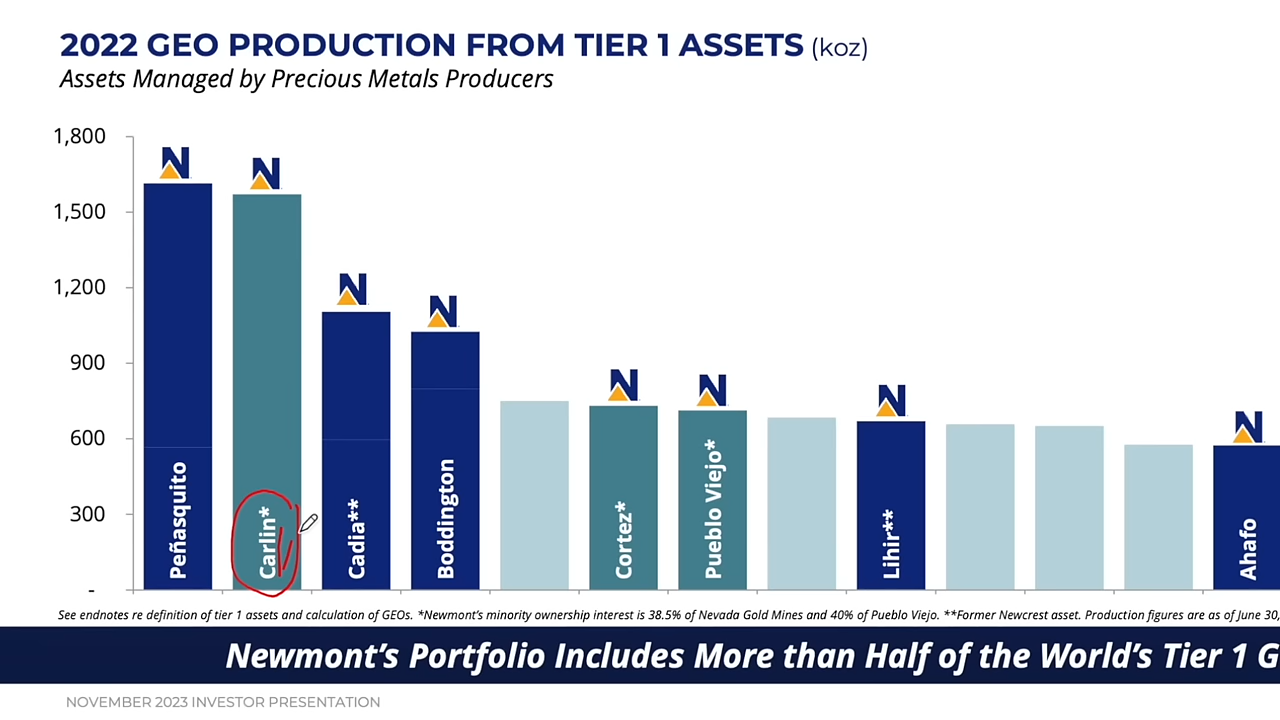 2022 GEO PRODUCTION FROM TIER 1 ASSETS (koz)
Assets Managed by Precious Metals Producers
1,800
1,500
1,200
900
600
300
-
N
N
N
N
N
N
N
N
Peñasquito
Carlin*
Cadia**
Boddington
Cortez*
Pueblo Viejo*
Lihir**
Ahafo
See endnotes re definition of tier 1 assets and calculation of GEOs. *Newmont's minority ownership interest is 38.5% of Nevada Gold Mines and 40% of Pueblo Viejo. **Former Newcrest asset. Production figures are as of June 30,
Newmont's Portfolio Includes More than Half of the World's Tier 1 G
NOVEMBER 2023 INVESTOR PRESENTATION